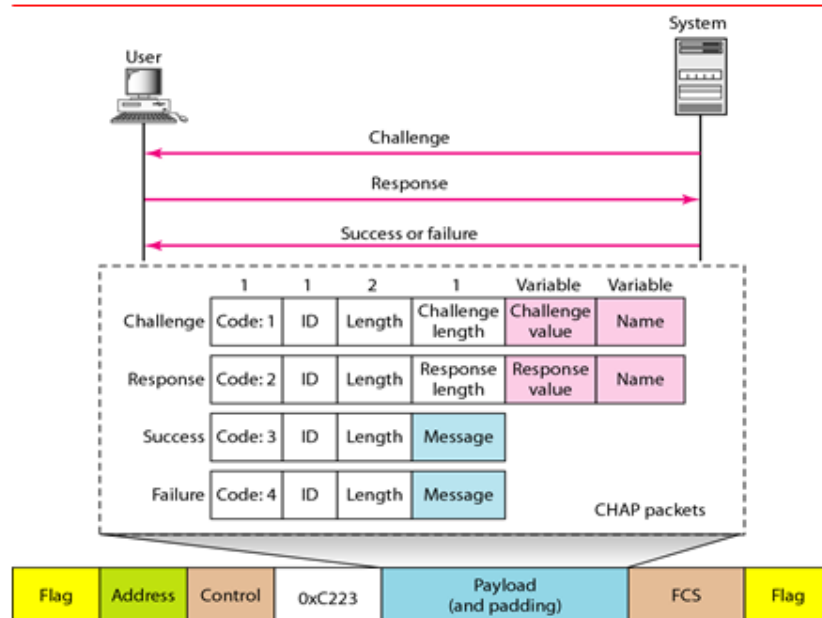 System
User
Challenge
Response
Success or failure
1 1 2 1 Variable Variable
Challenge Code: 1 ID Length Challenge length Challenge value Name
Response Code: 2 ID Length Response length Response value Name
Success Code: 3 ID Length Message
Failure Code: 4 ID Length Message
CHAP packets
Flag Address Control 0xC223 Payload (and padding) FCS Flag